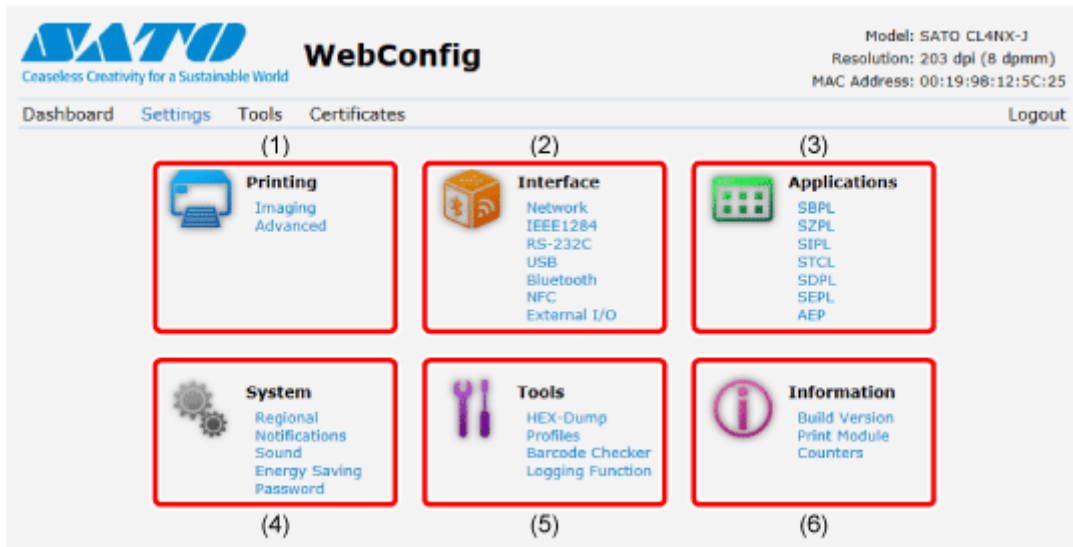 SATO
Ceaseless Creativity for a Sustainable World
WebConfig
Model: SATO CL4NX-J
Resolution: 203 dpi (8 dpmm)
MAC Address: 00:19:98:12:5C:25
Dashboard Settings Tools Certificates Logout
(1) (2) (3)
Printing
Imaging
Advanced
Interface
Network
IEEE1284
RS-232C
USB
Bluetooth
NFC
External I/O
Applications
SBPL
SZPL
SIPL
STCL
SDPL
SEPL
AEP
System
Regional
Notifications
Sound
Energy Saving
Password
Tools
HEX-Dump
Profiles
Barcode Checker
Logging Function
Information
Build Version
Print Module
Counters
(4) (5) (6)